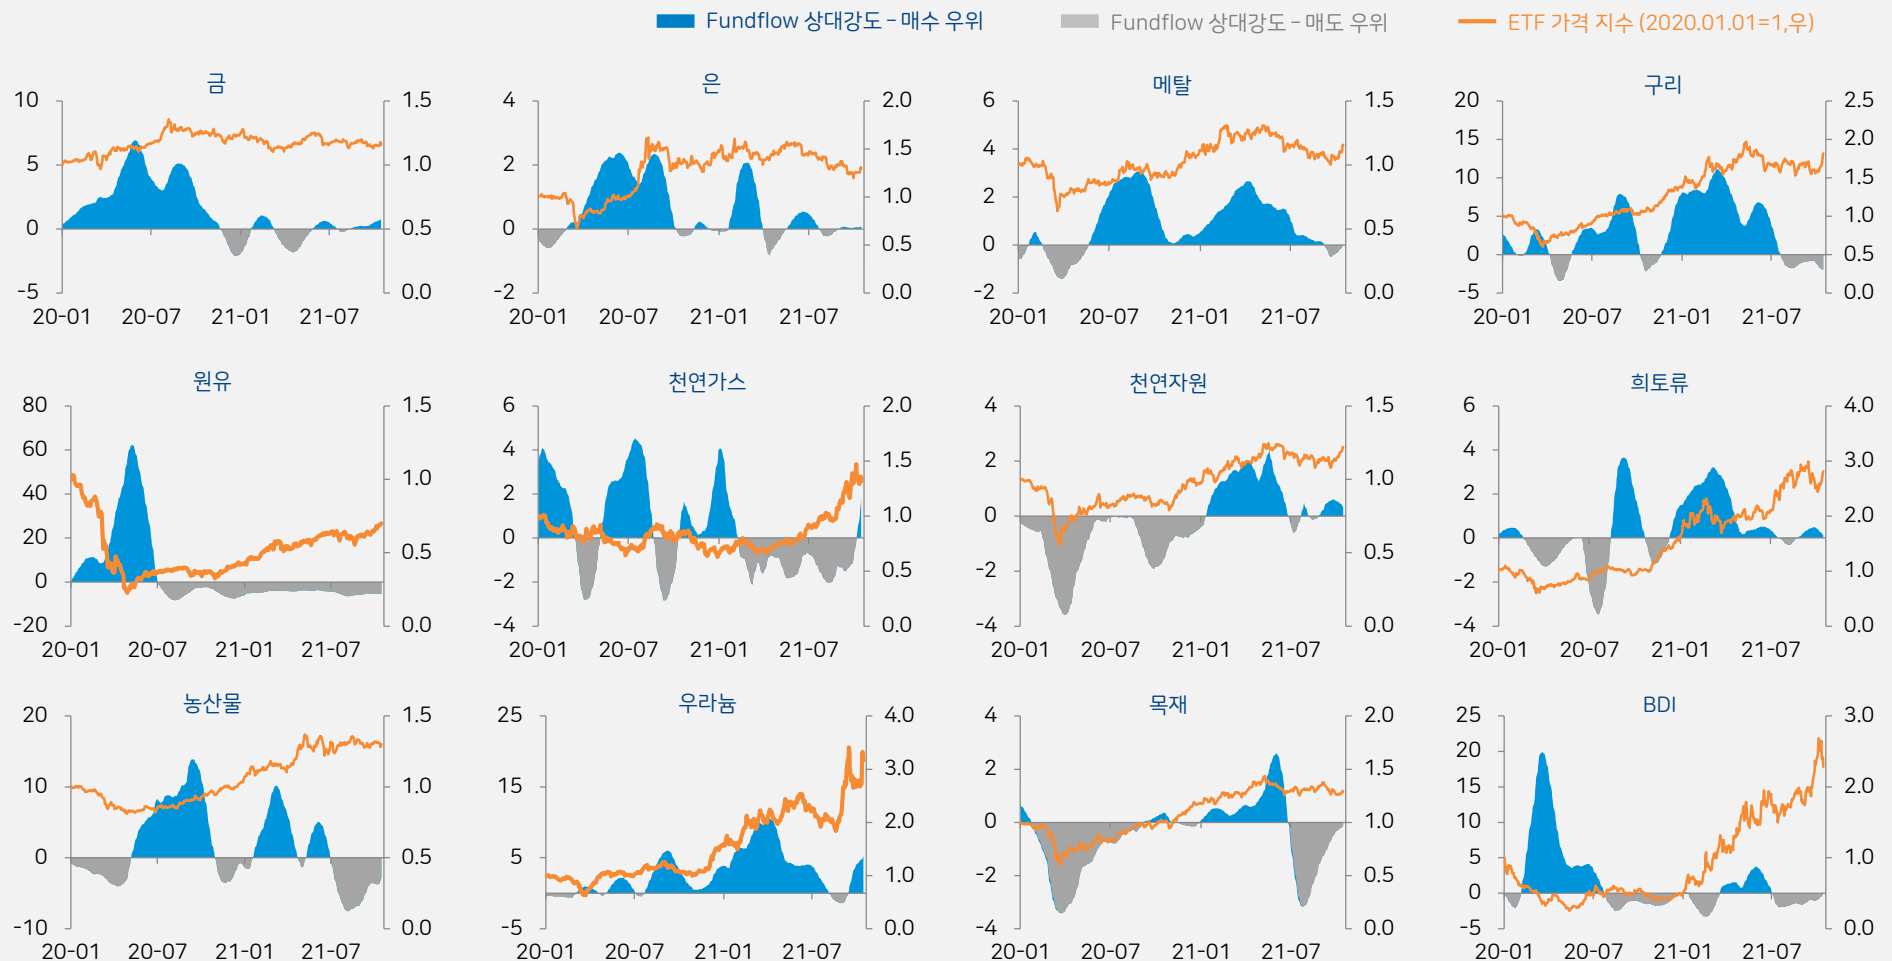 Fundflow 상대강도 – 매수 우위 Fundflow 상대강도 – 매도 우위 ETF 가격 지수 (2020.01.01=1,우)
금 은 메탈 구리
10 1.5 4 2.0 6 1.5 20 2.5
4 15 2.0
5 1.0 2 1.5 1.0 10 1.5
1.0 2 5 1.0
0 0.5 0 0.5 0 0.5 0 0.5
-5 0.0 -2 0.0 -2 0.0 -5 0.0
20-01 20-07 21-01 21-07 20-01 20-07 21-01 21-07 20-01 20-07 21-01 21-07 20-01 20-07 21-01 21-07
원유 천연가스 천연자원 희토류
80 1.5 6 2.0 4 1.5 6 4.0
60 4 1.5 2 4 3.0
40 1.0 2 1.0 1.0 2 2.0
20 0.5 0 0 0.5 0
0 -2 0.5 -2 -2 1.0
-20 0.0 -4 0.0 -4 0.0 -4 0.0
20-01 20-07 21-01 21-07 20-01 20-07 21-01 21-07 20-01 20-07 21-01 21-07 20-01 20-07 21-01 21-07
농산물 우라늄 목재 BDI
20 1.5 25 4.0 4 2.0 25 3.0
15 3.0 2 1.5 20
10 1.0 15 2.0
2.0 0 1.0 10
0 0.5 5 1.0 -2 0.5 5 1.0
0
-10 0.0 -5 0.0 -4 0.0 -5 0.0
20-01 20-07 21-01 21-07 20-01 20-07 21-01 21-07 20-01 20-07 21-01 21-07 20-01 20-07 21-01 21-07